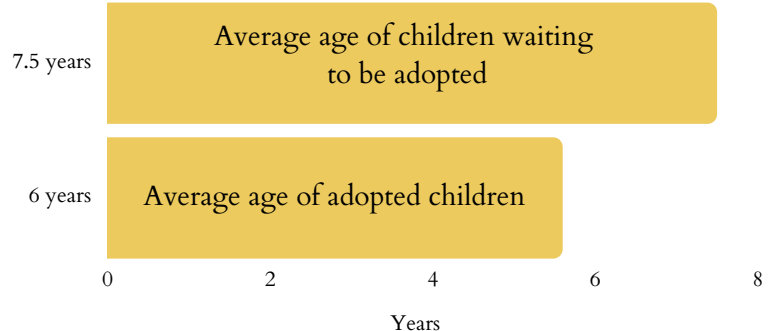 Average age of children waiting
to be adopted
7.5 years
Average age of adopted children
6 years
0 2 4 6 8
Years